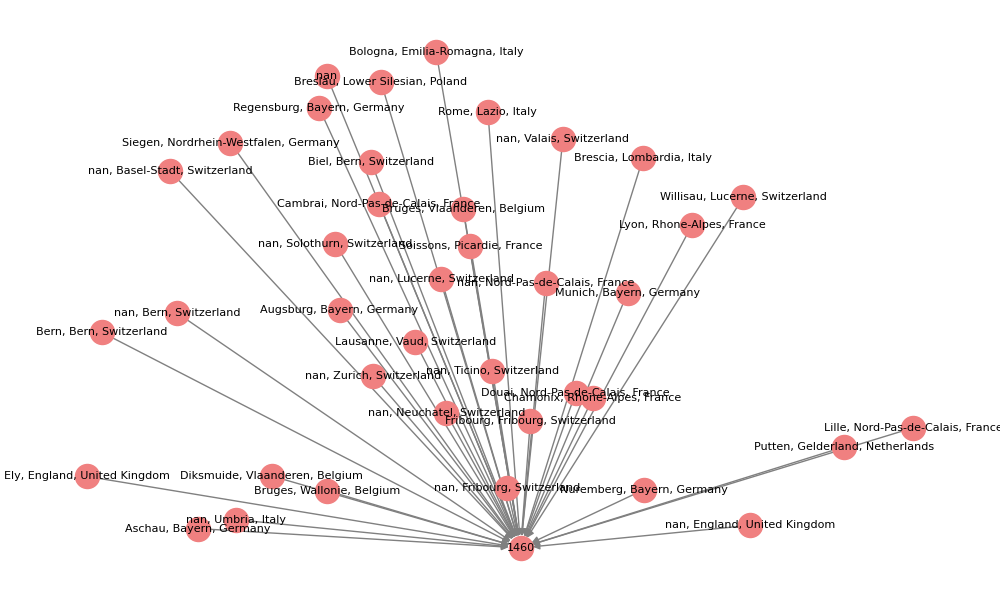 Bologna, Emilia-Romagna, Italy
nan
Breslau, Lower Silesian, Poland
Regensburg, Bayern, Germany
Rome, Lazio, Italy
Siegen, Nordrhein-Westfalen, Germany
nan, Valais, Switzerland
Biel, Bern, Switzerland
Brescia, Lombardia, Italy
nan, Basel-Stadt, Switzerland
Willisau, Lucerne, Switzerland
Cambrai, Nord-Pas-de-Calais, France
Bruges, Vlaanderen, Belgium
Lyon, Rhone-Alpes, France
nan, Solothurn, Switzerland
Soissons, Picardie, France
nan, Lucerne, Switzerland
nan, Nord-Pas-de-Calais, France
Munich, Bayern, Germany
nan, Bern, Switzerland
Augsburg, Bayern, Germany
Bern, Bern, Switzerland
Lausanne, Vaud, Switzerland
nan, Zurich, Switzerland
nan, Ticino, Switzerland
Douai, Nord-Pas-de-Calais, France
Chamonix, Rhone-Alpes, France
nan, Neuchatel, Switzerland
Fribourg, Fribourg, Switzerland
Lille, Nord-Pas-de-Calais, France
Putten, Gelderland, Netherlands
Ely, England, United Kingdom
Diksmuide, Vlaanderen, Belgium
Bruges, Wallonie, Belgium
nan, Fribourg, Switzerland
Nuremberg, Bayern, Germany
nan, Umbria, Italy
Aschau, Bayern, Germany
nan, England, United Kingdom
1460